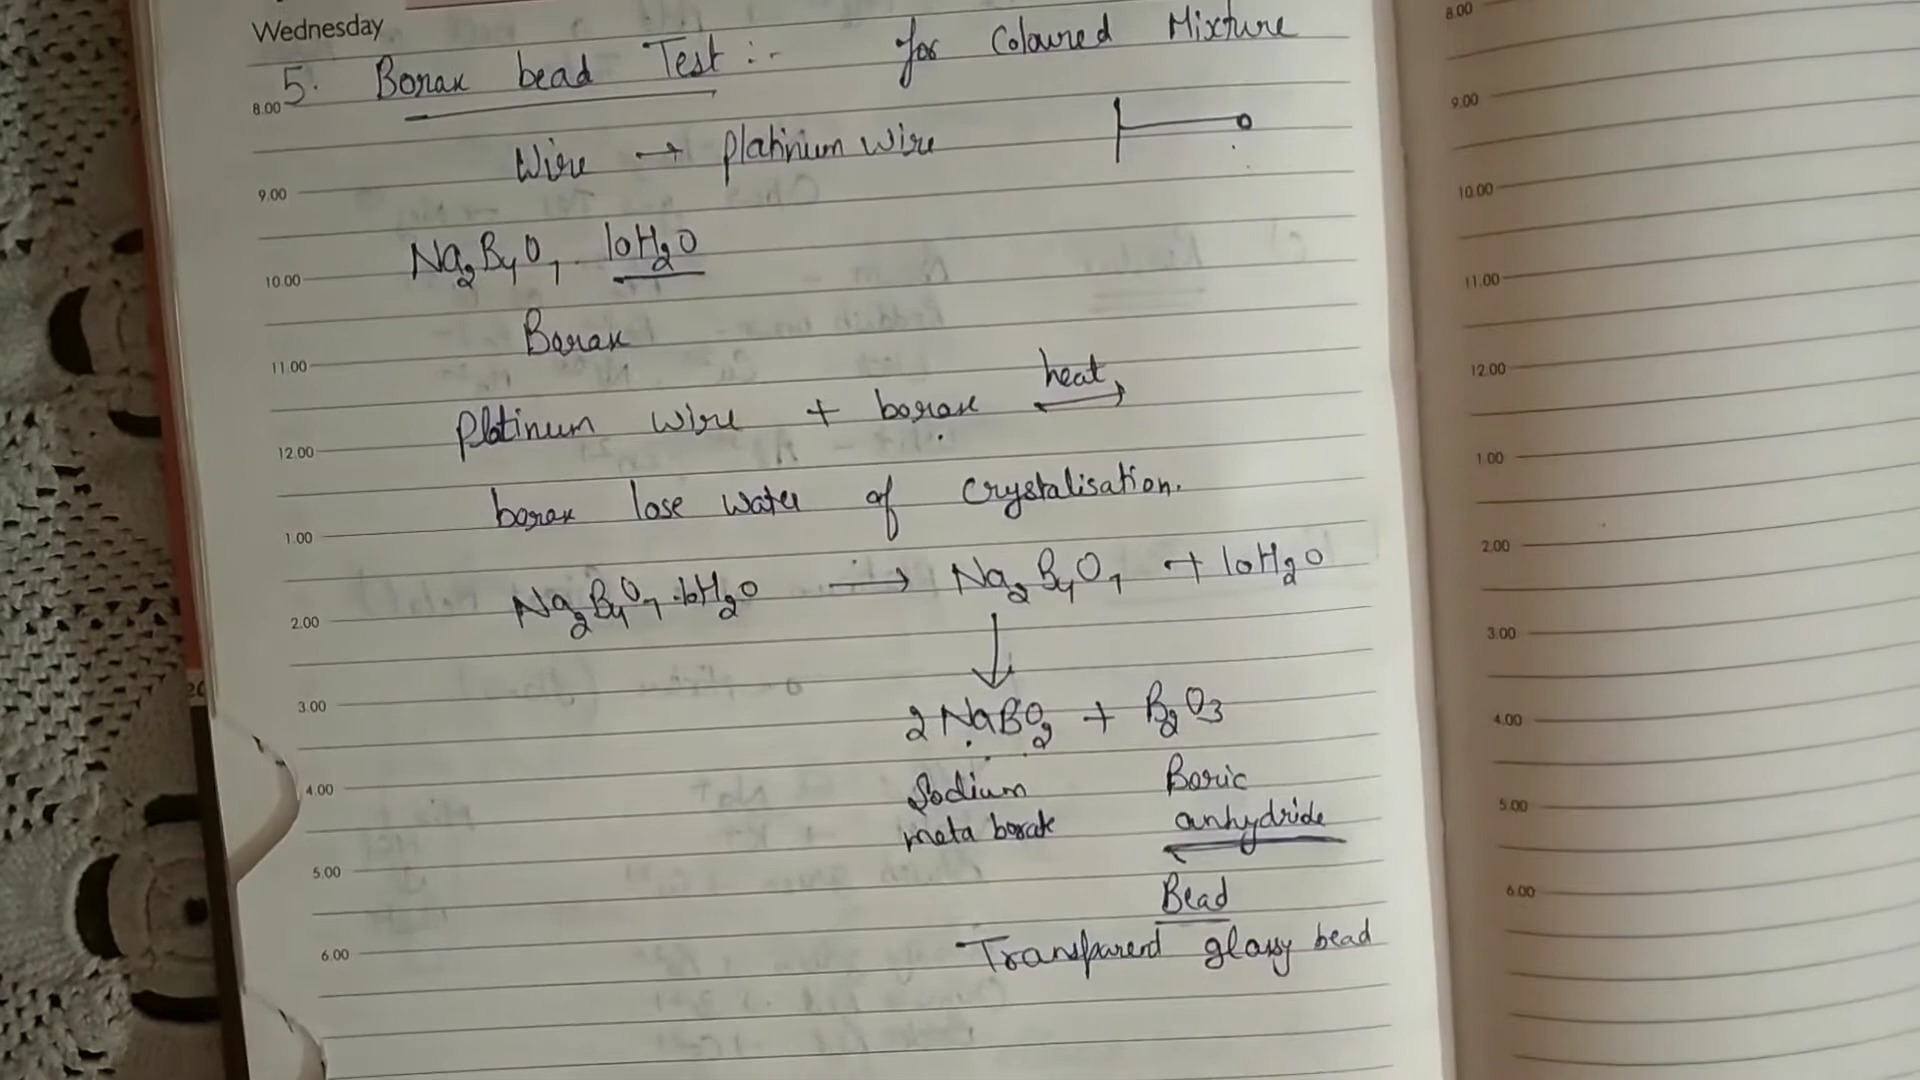 Wednesday
5. Borax bead Test :- for Coloured Mixture
8.00
Wire → platinium wire
9.00
Na2B4O7 . 10H2O
10.00
Borax
11.00
Platinum wire + borax heat →
12.00
borax lose water of Crystalisation.
1.00
Na2B4O7 .10H2O → Na2B4O7 + 10H2O
2.00
↓
3.00
2NaBO2 + B2O3
Sodium Boric
4.00
meta borate anhydride
5.00
Bead
6.00
Transparend glassy bead
8.00
9.00
10.00
11.00
12.00
1.00
2.00
3.00
4.00
5.00
6.00